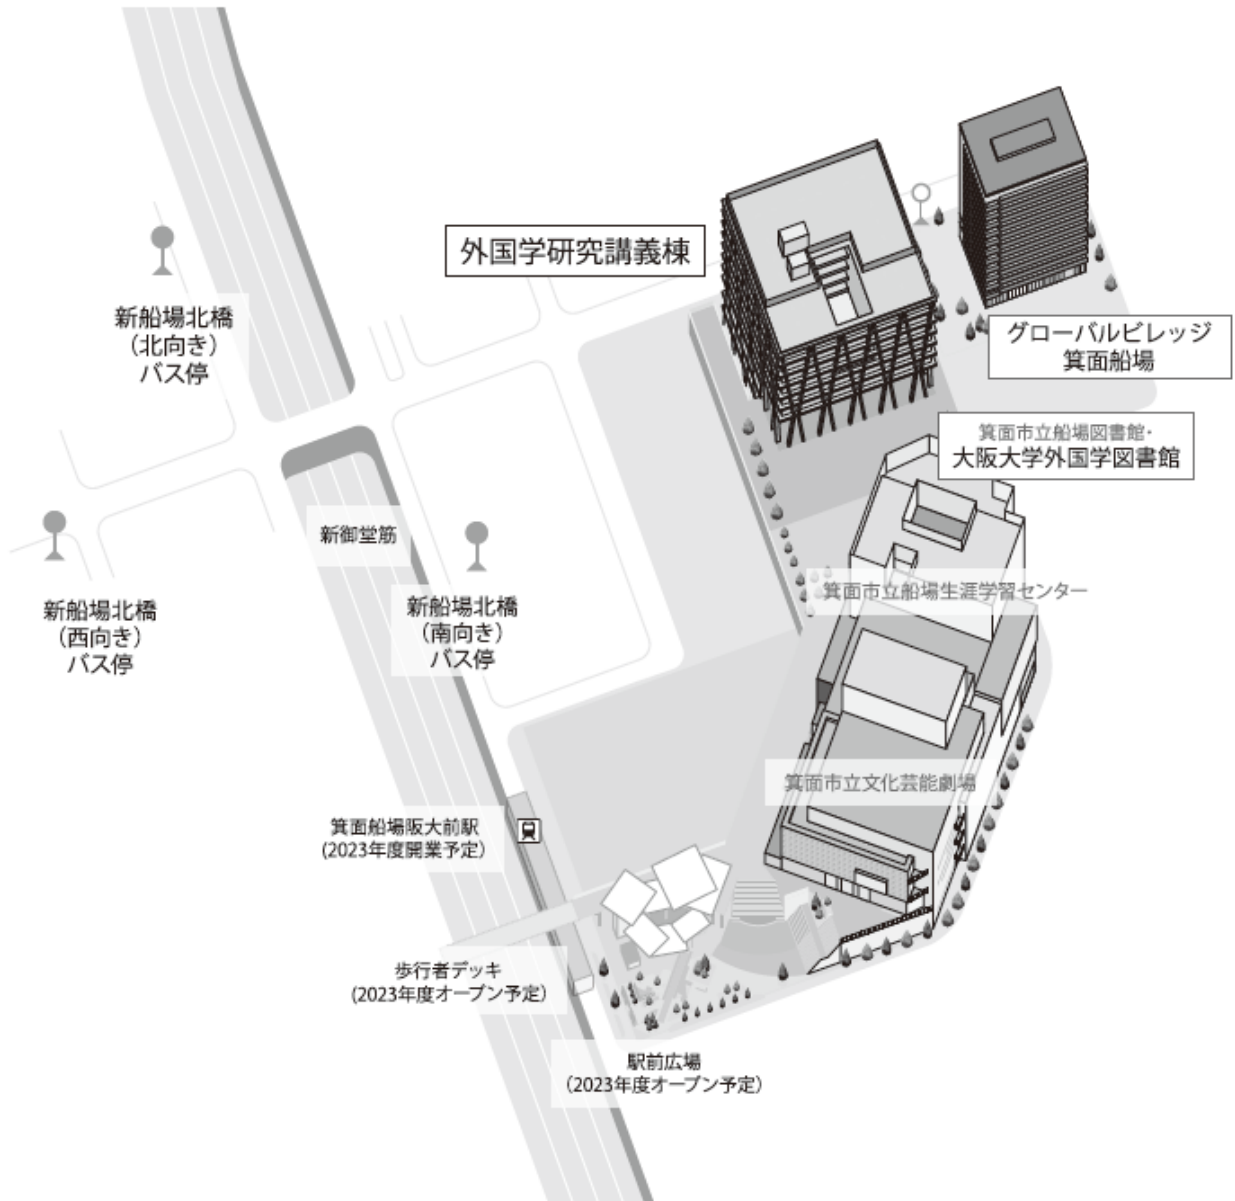 外国学研究講義棟
新船場北橋
（北向き）
バス停
グローバルビレッジ
箕面船場
箕面市立船場図書館・
大阪大学外国学図書館
新御堂筋
箕面市立船場生涯学習センター
新船場北橋
（西向き）
バス停
新船場北橋
（南向き）
バス停
箕面市立文化芸能劇場
箕面船場阪大前駅
(2023年度開業予定)
歩行者デッキ
(2023年度オープン予定)
駅前広場
（2023年度オープン予定）